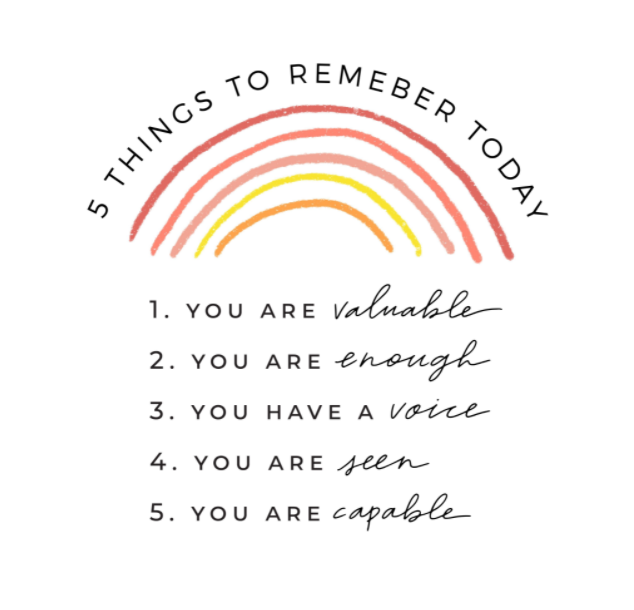 5 THINGS TO REMEBER TODAY
1. YOU ARE valuable
2. YOU ARE enough
3. YOU HAVE A voice
4. YOU ARE seen
5. YOU ARE capable